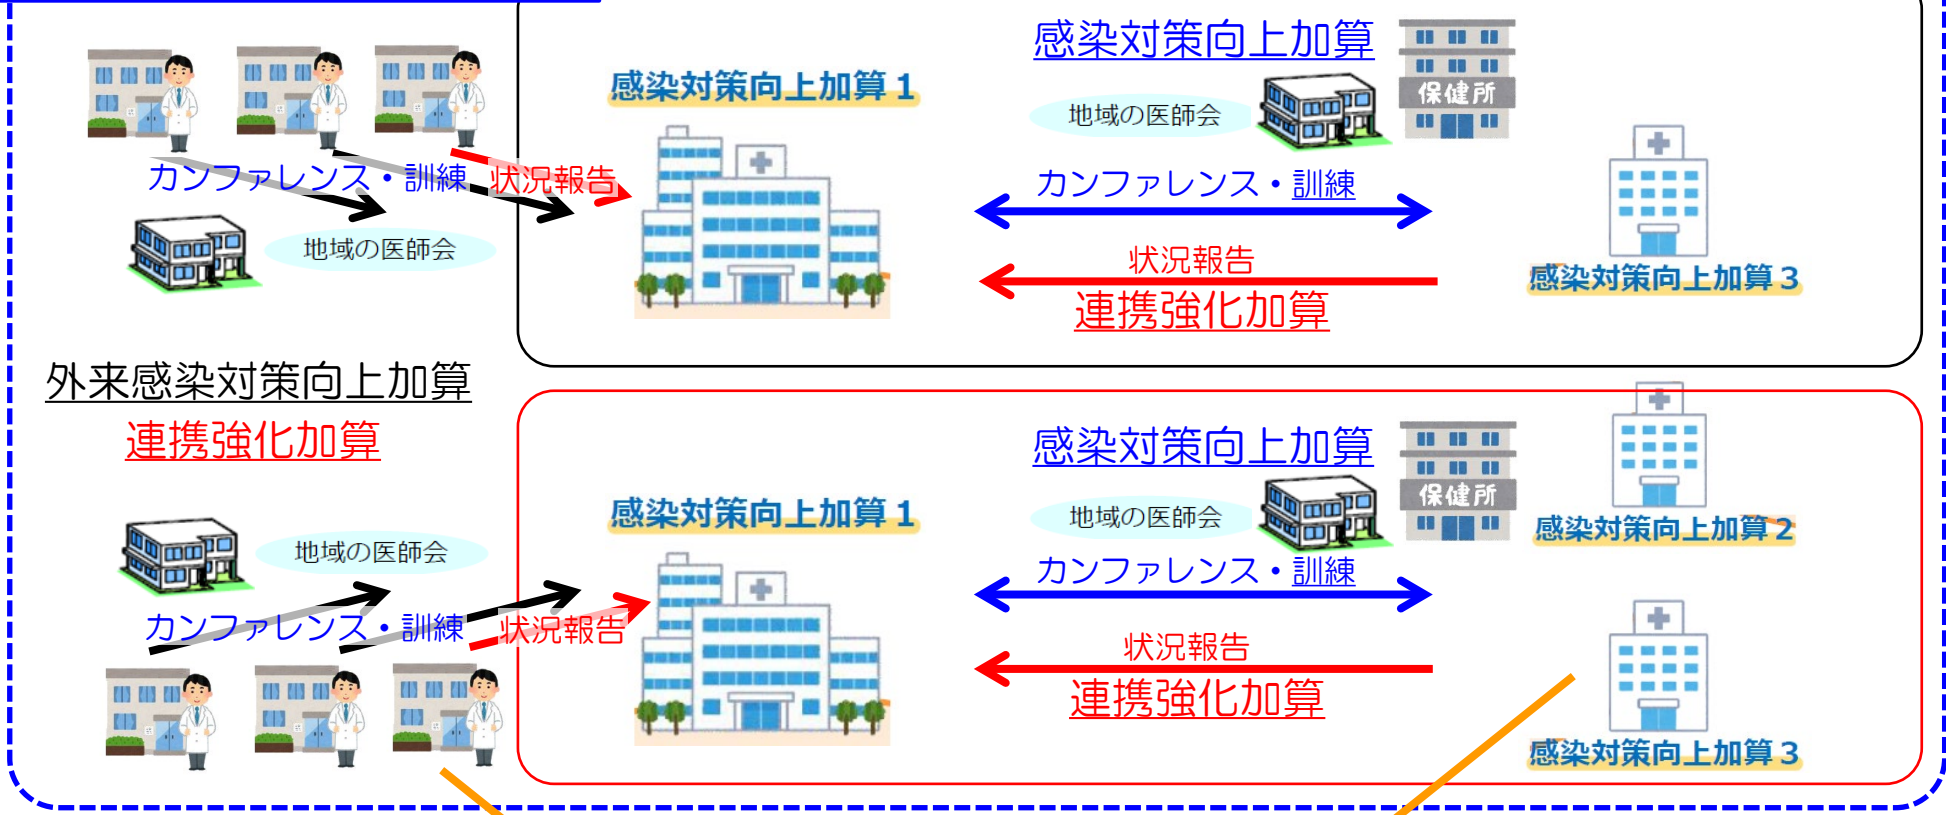 感染対策向上加算
保健所
感染対策向上加算１
地域の医師会
カンファレンス・訓練
状況報告
カンファレンス・訓練
地域の医師会
状況報告
感染対策向上加算３
連携強化加算
外来感染対策向上加算
連携強化加算
感染対策向上加算
保健所
感染対策向上加算１
地域の医師会
感染対策向上加算２
地域の医師会
カンファレンス・訓練
カンファレンス・訓練
状況報告
状況報告
連携強化加算
感染対策向上加算３